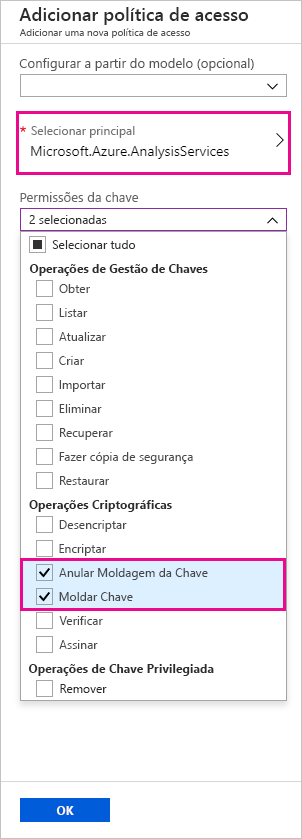 Adicionar política de acesso
Adicionar uma nova política de acesso
Configurar a partir do modelo (opcional)
* Selecionar principal
Microsoft.Azure.AnalysisServices
Permissões da chave
2 selecionadas
Selecionar tudo
Operações de Gestão de Chaves
Obter
Listar
Atualizar
Criar
Importar
Eliminar
Recuperar
Fazer cópia de segurança
Restaurar
Operações Criptográficas
Desencriptar
Encriptar
Anular Moldagem da Chave
Moldar Chave
Verificar
Assinar
Operações de Chave Privilegiada
Remover
OK